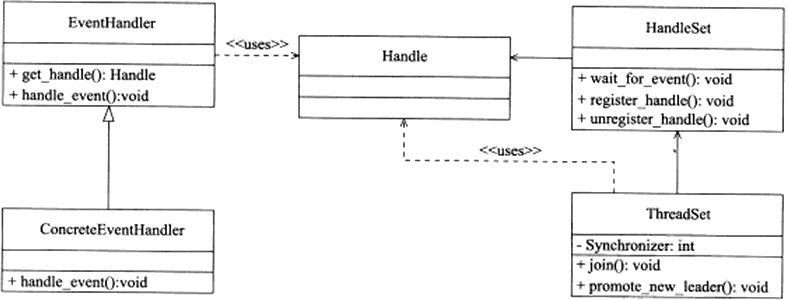 EventHandler
+ get_handle(): Handle
+ handle_event():void
<<uses>>
Handle
HandleSet
+ wait_for_event(): void
+ register_handle(): void
+ unregister_handle(): void
<<uses>>
ConcreteEventHandler
+ handle_event():void
ThreadSet
- Synchronizer: int
+ join(): void
+ promote_new_leader(): void